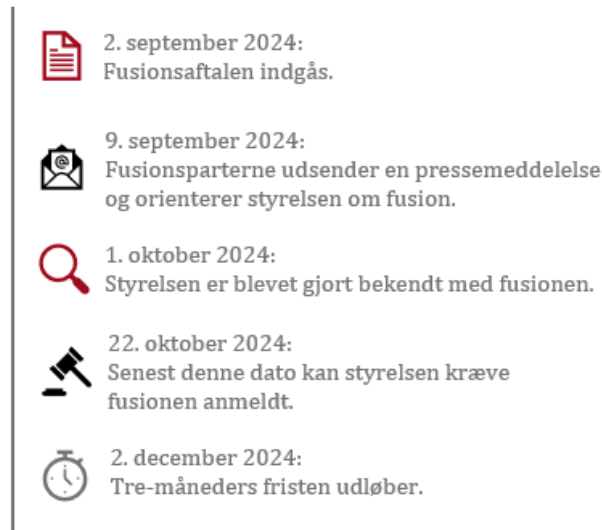 2. september 2024:
Fusionsaftalen indgås.
@
9. september 2024:
Fusionsparterne udsender en pressemeddelelse
og orienterer styrelsen om fusion.
1. oktober 2024:
Styrelsen er blevet gjort bekendt med fusionen.
22. oktober 2024:
Senest denne dato kan styrelsen kræve
fusionen anmeldt.
2. december 2024:
Tre-måneders fristen udløber.